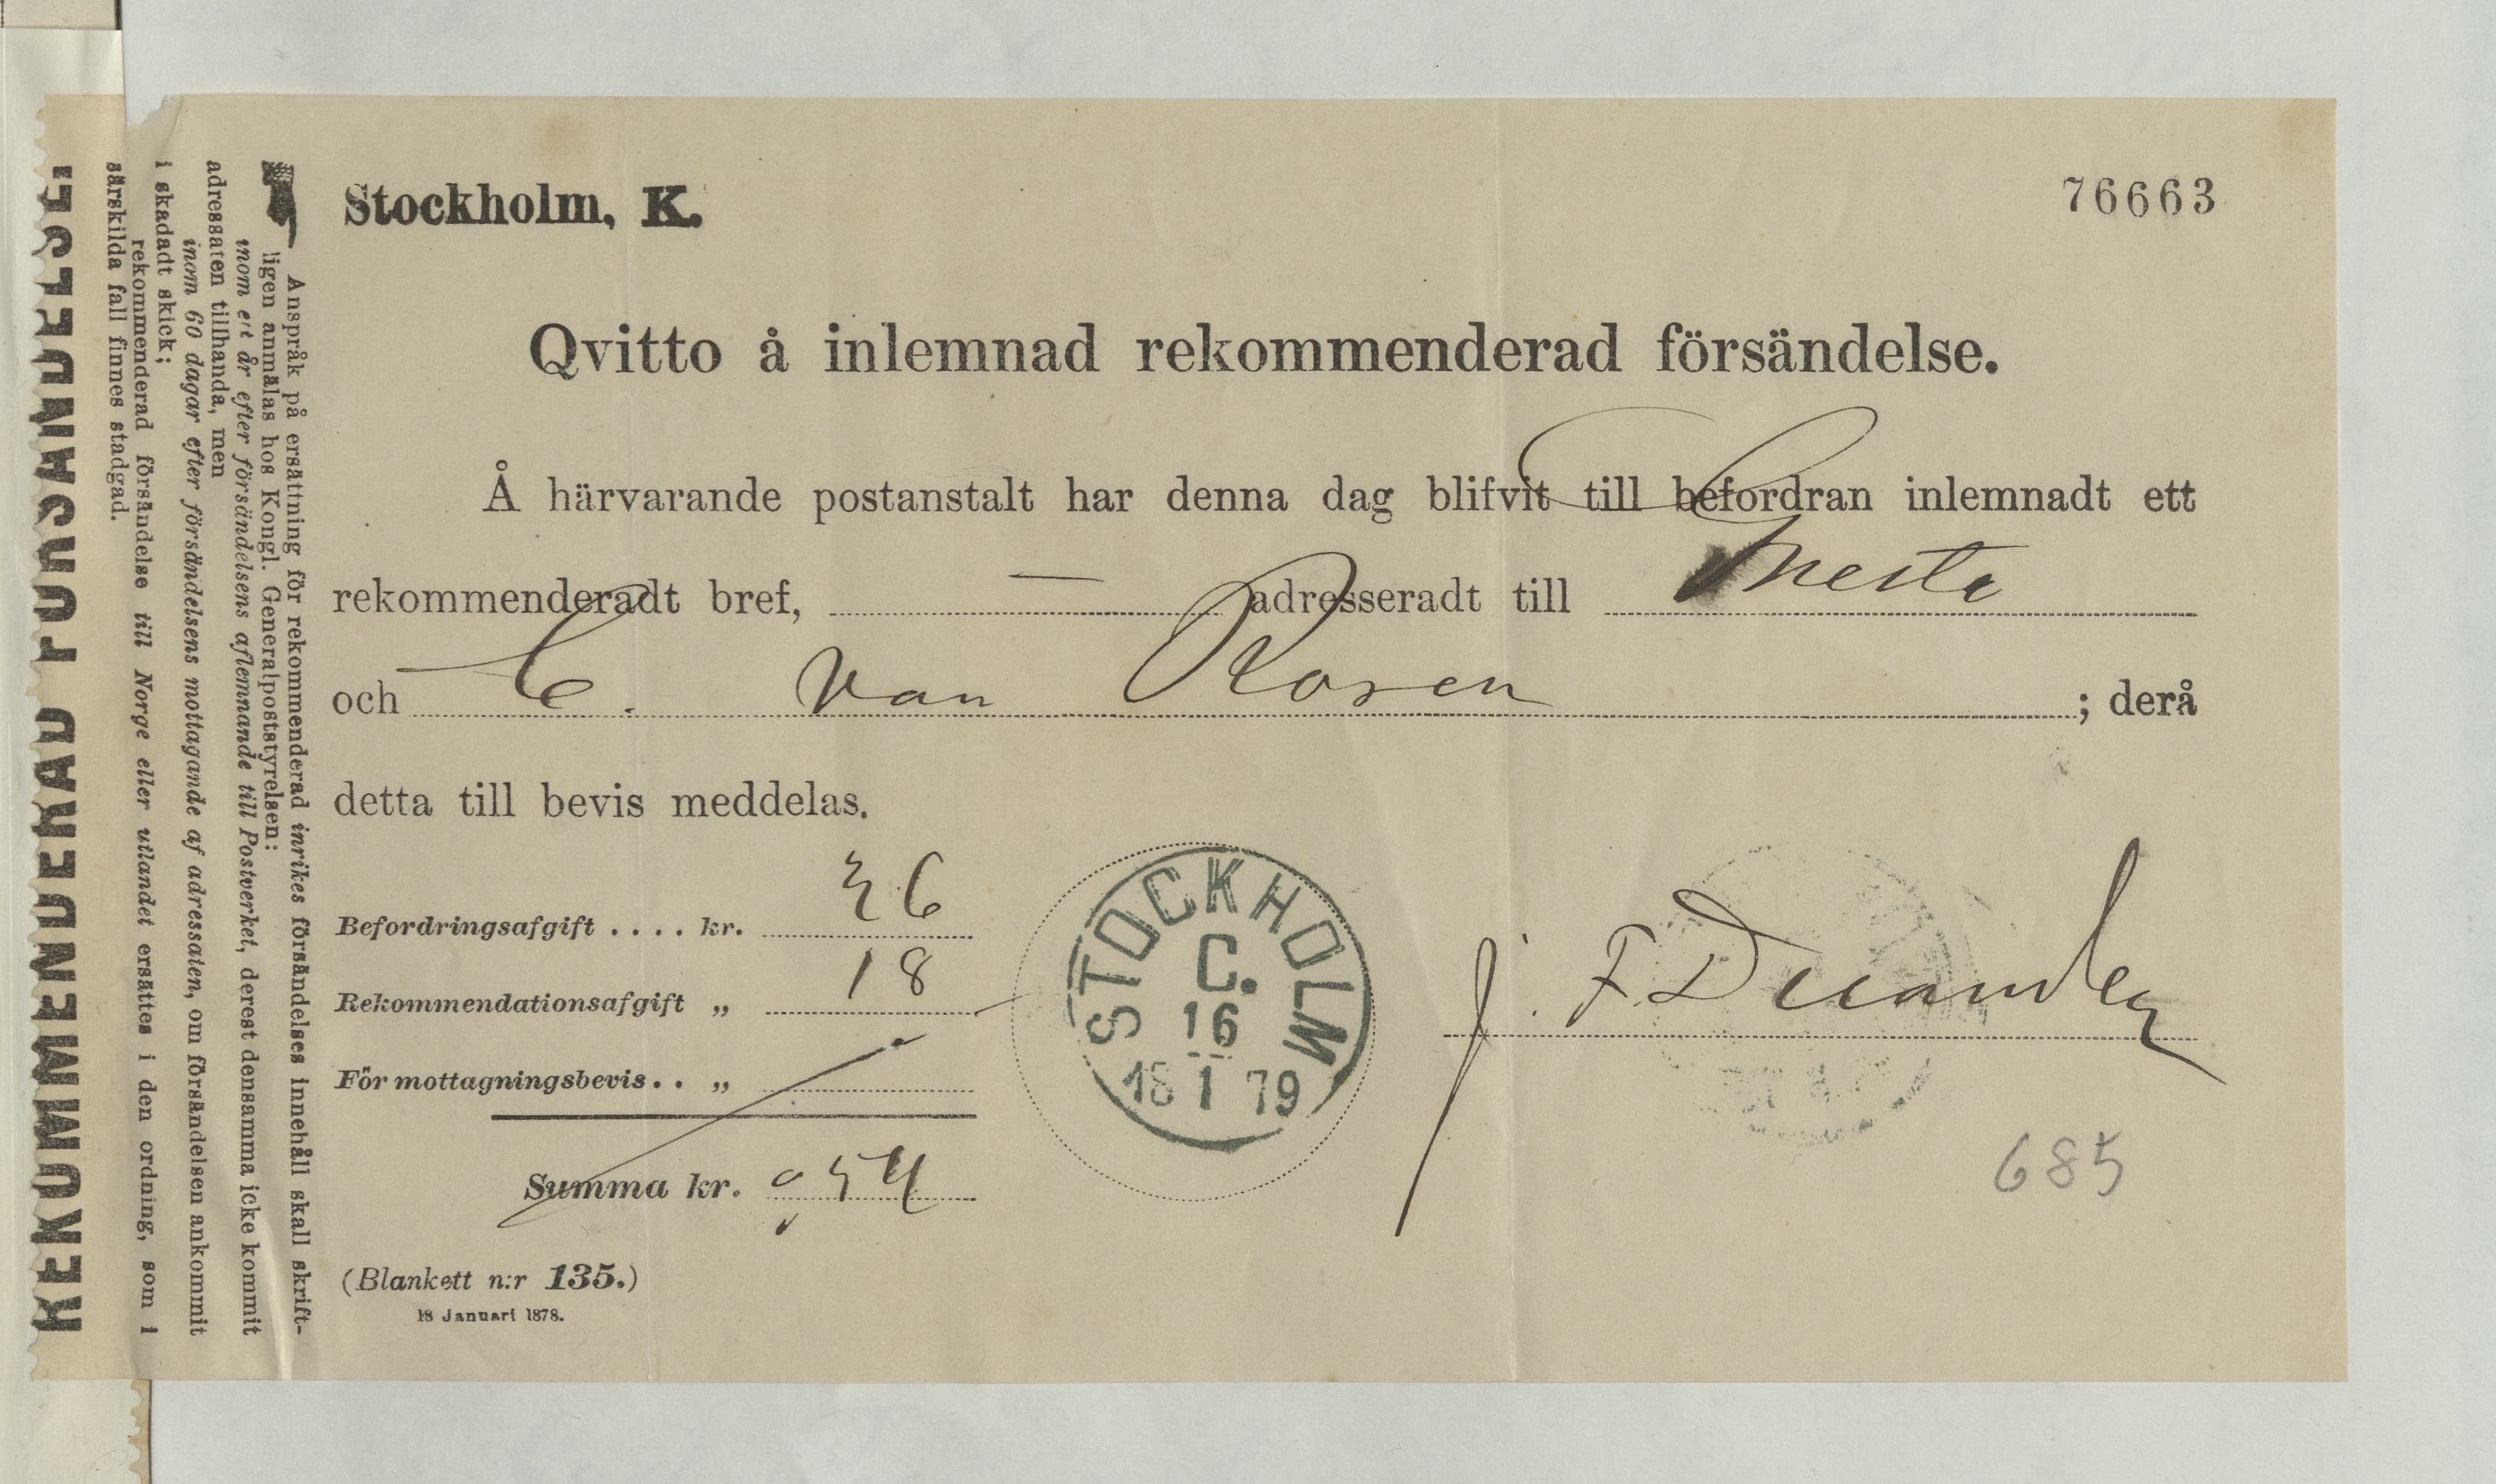 Stockholm, K.
76663
Qvitto å inlemnad rekommenderad försändelse.
Å härvarande postanstalt har denna dag blifvit till befordran inlemnadt ett
rekommenderadt bref, — adresseradt till
och C. van Rosen ; derå
detta till bevis meddelas.
Befordringsafgift . . . . kr. 36
Rekommendationsafgift „ 18
För mottagningsbevis . . „
Summa kr. 0,54
STOCKHOLM
C.
16
18 1 79
J. F.
685
(Blankett n:r 135.)
18 Januari 1878.
Anspråk på ersättning för rekommenderad inrikes försändelses innehåll skall skrift-
ligen anmälas hos Kongl. Generalpoststyrelsen:
inom ett år efter försändelsens aflemnande till Postverket, derest densamma icke kommit
adressaten tillhanda, men
inom 60 dagar efter försändelsens mottagande af adressaten, om försändelsen ankommit
i skadadt skick;
rekommenderad försändelse till Norge eller utlandet ersättes i den ordning, som i
särskilda fall finnes stadgad.
REKOMMENDERAD FÖRSÄNDELSE.